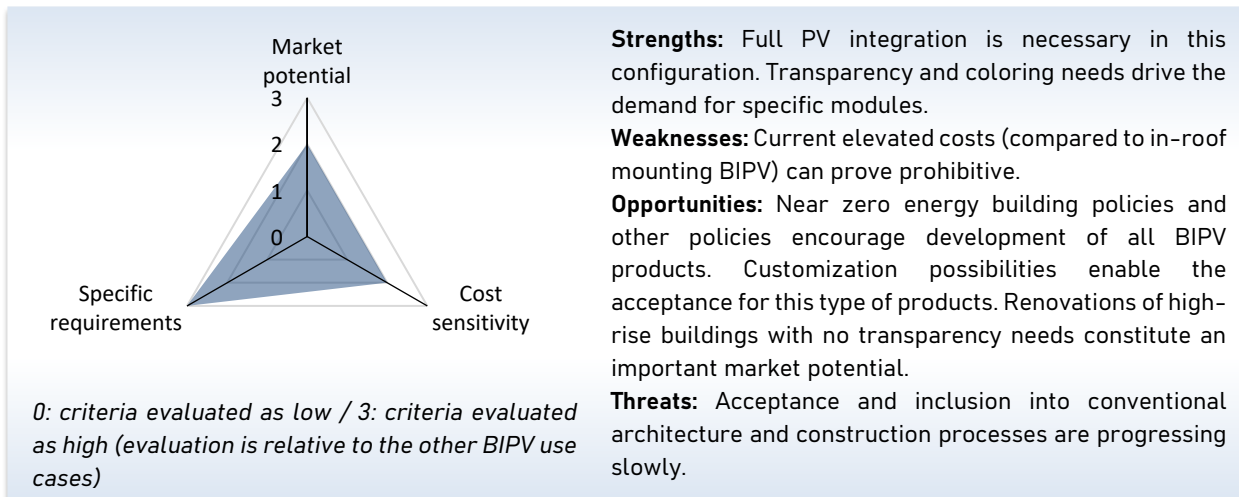 Market
potential
3
2
1
0
Specific
requirements
Cost
sensitivity
0: criteria evaluated as low / 3: criteria evaluated
as high (evaluation is relative to the other BIPV use
cases)
Strengths: Full PV integration is necessary in this
configuration. Transparency and coloring needs drive the
demand for specific modules.
Weaknesses: Current elevated costs (compared to in-roof
mounting BIPV) can prove prohibitive.
Opportunities: Near zero energy building policies and
other policies encourage development of all BIPV
products. Customization possibilities enable the
acceptance for this type of products. Renovations of high-
rise buildings with no transparency needs constitute an
important market potential.
Threats: Acceptance and inclusion into conventional
architecture and construction processes are progressing
slowly.